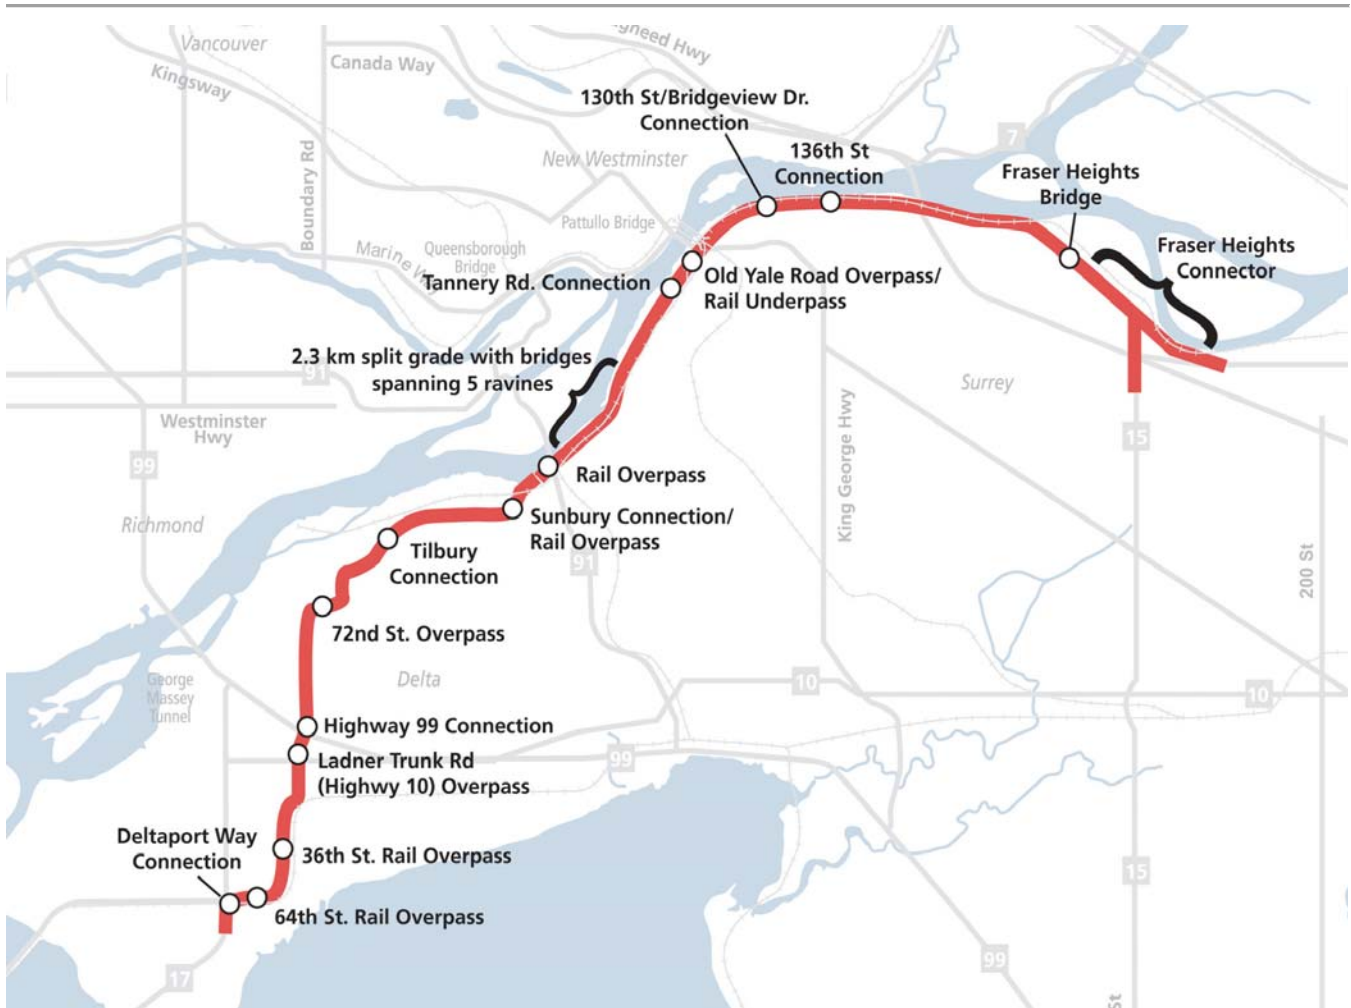 Vancouver
Kingsway
Canada Way
Hwy
130th St/Bridgeview Dr.
Connection
136th St
Connection
7
Boundary Rd
New Westminster
Fraser Heights
Bridge
Pattullo Bridge
Marine Way
Queensborough
Bridge
Fraser Heights
Connector
Tannery Rd. Connection
Old Yale Road Overpass/
Rail Underpass
2.3 km split grade with bridges
spanning 5 ravines
91
Surrey
King George Hwy
Westminster
Hwy
15
99
Rail Overpass
Richmond
Sunbury Connection/
Rail Overpass
Tilbury
Connection
91
200 St
72nd St. Overpass
George
Massey
Tunnel
Delta
10
10
Highway 99 Connection
Ladner Trunk Rd
(Highwy 10) Overpass
99
Deltaport Way
Connection
36th St. Rail Overpass
15
64th St. Rail Overpass
17
99
St